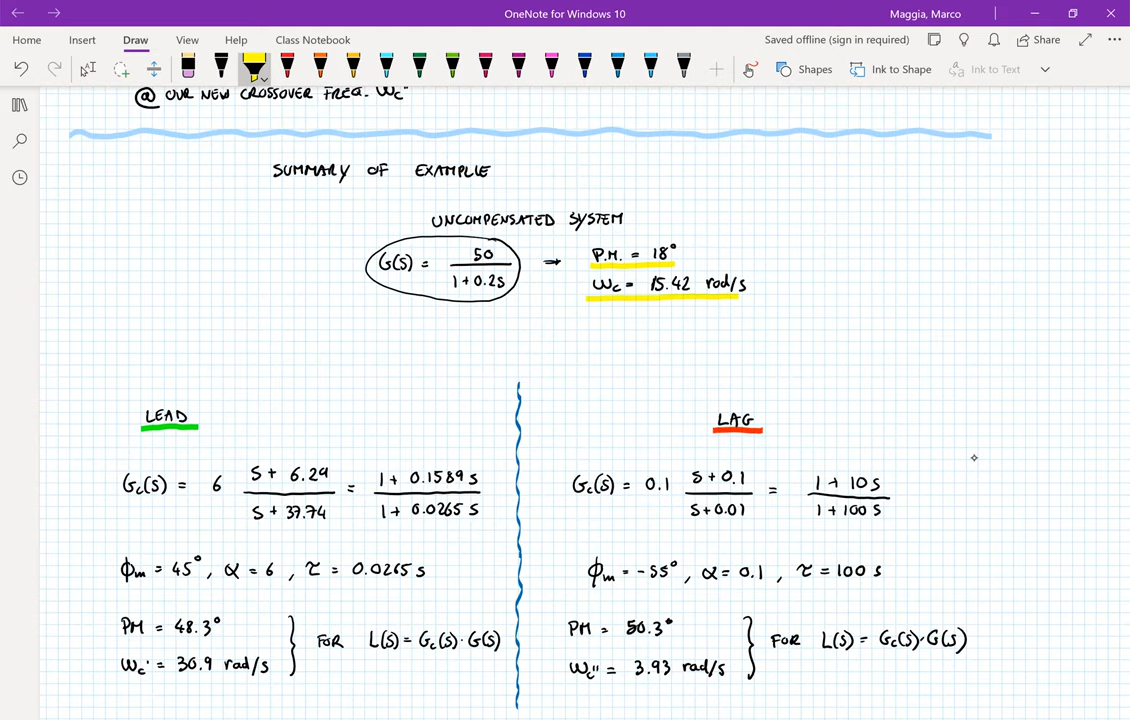 OneNote for Windows 10
Maggia, Marco
Home Insert Draw View Help Class Notebook
Saved offline (sign in required)
Share
Shapes
Ink to Shape
Ink to Text
@ OUR NEW CROSSOVER FREQ. ωc"
SUMMARY OF EXAMPLE
UNCOMPENSATED SYSTEM
G(S) = 50 / 1+0.2S → P.M. = 18°
ωc = 15.42 rad/s
LEAD
Gc(S) = 6 S + 6.29 / S + 37.74 = 1 + 0.1589 S / 1 + 0.0265 S
ϕm = 45°, α = 6, τ = 0.0265 s
PM = 48.3°
ωc' = 30.9 rad/s
} FOR L(S) = Gc(S)·G(S)
LAG
Gc(S) = 0.1 S + 0.1 / S + 0.01 = 1 + 10 S / 1 + 100 S
ϕm = -55°, α = 0.1, τ = 100 s
PM = 50.3°
ωc" = 3.93 rad/s
} FOR L(S) = Gc(S)·G(S)